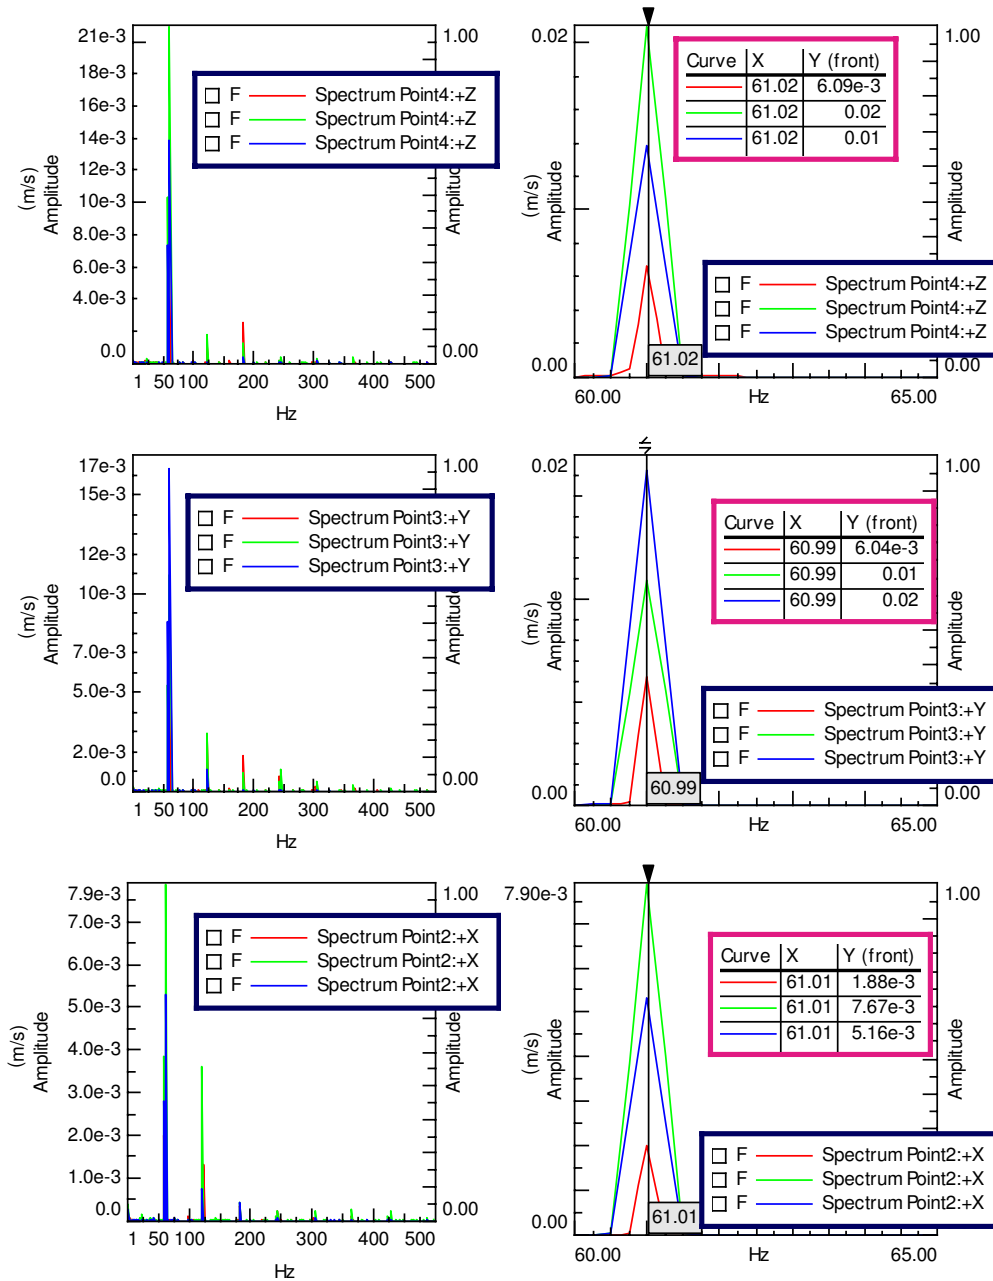 21e-3
18e-3
16e-3
14e-3
12e-3
10e-3
8.0e-3
6.0e-3
4.0e-3
0.0
(m/s)
Amplitude
1.00
0.00
Amplitude
F Spectrum Point4:+Z
F Spectrum Point4:+Z
F Spectrum Point4:+Z
1 50 100 200 300 400 500
Hz
0.02
0.00
(m/s)
Amplitude
1.00
0.00
Amplitude
Curve X Y (front)
61.02 6.09e-3
61.02 0.02
61.02 0.01
F Spectrum Point4:+Z
F Spectrum Point4:+Z
F Spectrum Point4:+Z
61.02
60.00 Hz 65.00
17e-3
15e-3
12e-3
10e-3
7.0e-3
5.0e-3
2.0e-3
0.0
(m/s)
Amplitude
1.00
0.00
Amplitude
F Spectrum Point3:+Y
F Spectrum Point3:+Y
F Spectrum Point3:+Y
1 50 100 200 300 400 500
Hz
0.02
0.00
(m/s)
Amplitude
1.00
0.00
Amplitude
Curve X Y (front)
60.99 6.04e-3
60.99 0.01
60.99 0.02
F Spectrum Point3:+Y
F Spectrum Point3:+Y
F Spectrum Point3:+Y
60.99
60.00 Hz 65.00
7.9e-3
7.0e-3
6.0e-3
5.0e-3
4.0e-3
3.0e-3
2.0e-3
1.0e-3
0.0
(m/s)
Amplitude
1.00
0.00
Amplitude
F Spectrum Point2:+X
F Spectrum Point2:+X
F Spectrum Point2:+X
1 50 100 200 300 400 500
Hz
7.90e-3
0.00
(m/s)
Amplitude
1.00
0.00
Amplitude
Curve X Y (front)
61.01 1.88e-3
61.01 7.67e-3
61.01 5.16e-3
F Spectrum Point2:+X
F Spectrum Point2:+X
F Spectrum Point2:+X
61.01
60.00 Hz 65.00